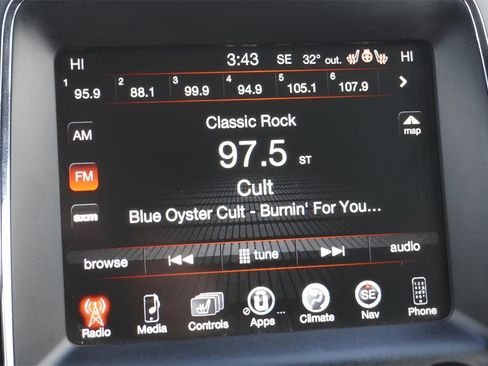 HI 3:43 SE 32° out. HI
1 95.9 2 88.1 3 99.9 4 94.9 5 105.1 6 107.9
AM
Classic Rock
map
FM
97.5 ST
Cult
sxm
Blue Oyster Cult - Burnin' For You...
browse tune audio
Radio Media Controls Apps ... Climate SE Nav Phone